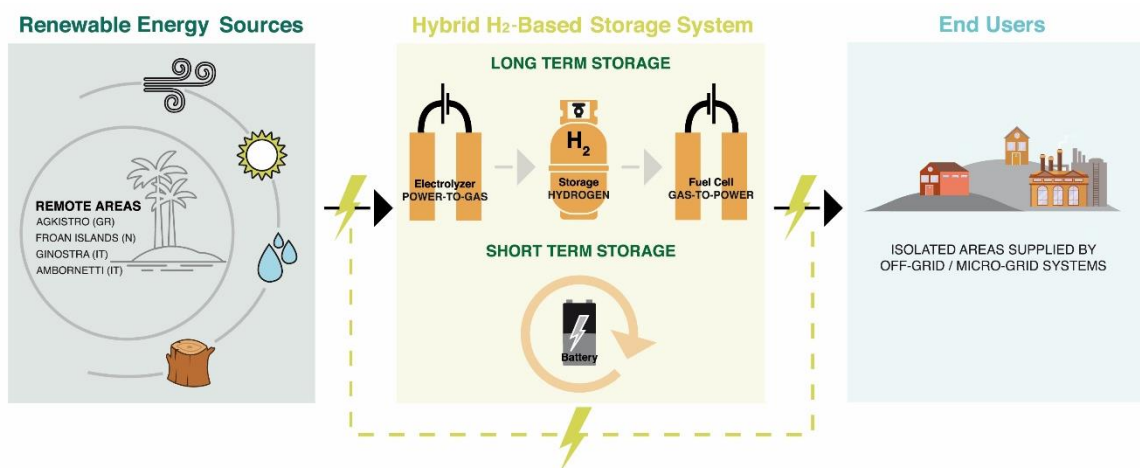 Renewable Energy Sources
REMOTE AREAS
AGKISTRO (GR)
FROAN ISLANDS (N)
GINOSTRA (IT)
AMBORNETTI (IT)
Hybrid H₂-Based Storage System
LONG TERM STORAGE
Electrolyzer
POWER-TO-GAS
H₂
Storage
HYDROGEN
Fuel Cell
GAS-TO-POWER
SHORT TERM STORAGE
Battery
End Users
ISOLATED AREAS SUPPLIED BY
OFF-GRID / MICRO-GRID SYSTEMS